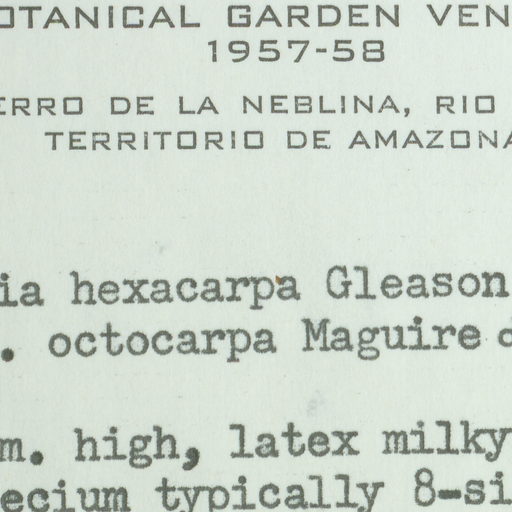 OTANICAL GARDEN VEN
1957-58
ERRO DE LA NEBLINA, RIO
TERRITORIO DE AMAZONA
ia hexacarpa Gleason
. octocarpa Maguire
m. high, latex milky
ecium typically 8-si